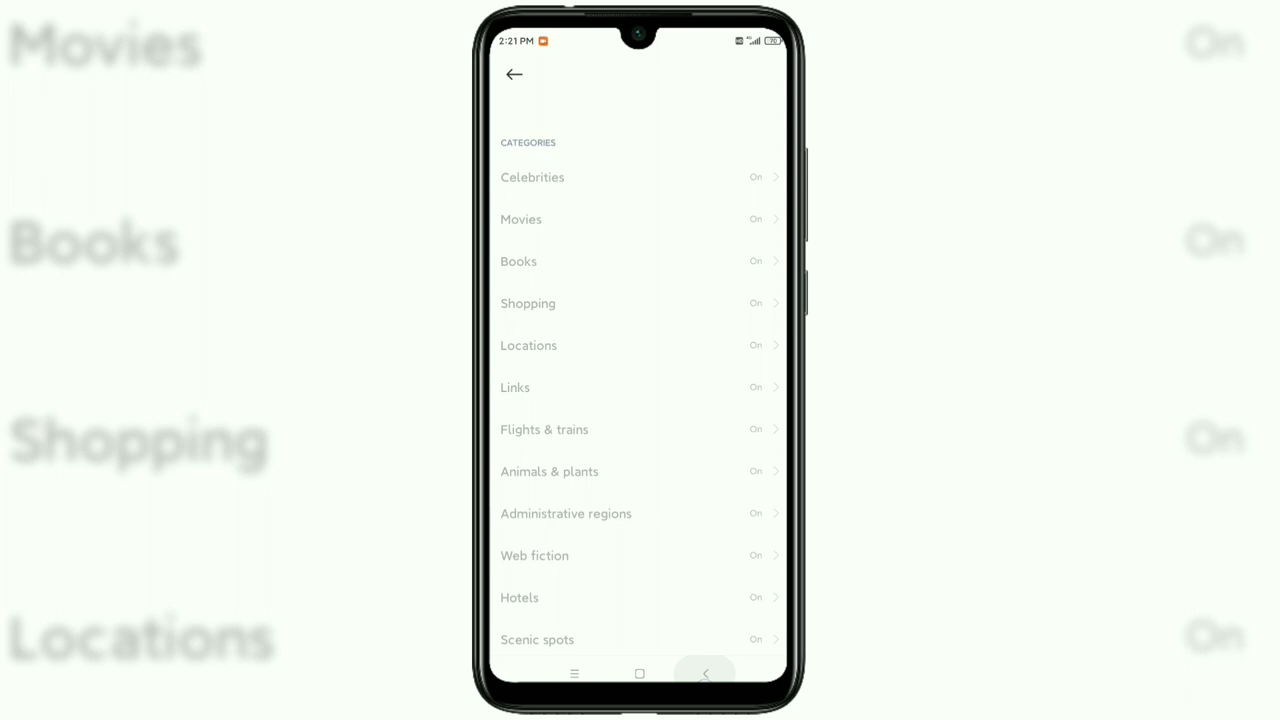 2:21 PM
70
CATEGORIES
Celebrities On
Movies On
Books On
Shopping On
Locations On
Links On
Flights & trains On
Animals & plants On
Administrative regions On
Web fiction On
Hotels On
Scenic spots On
Movies On
Books On
Shopping On
Locations On